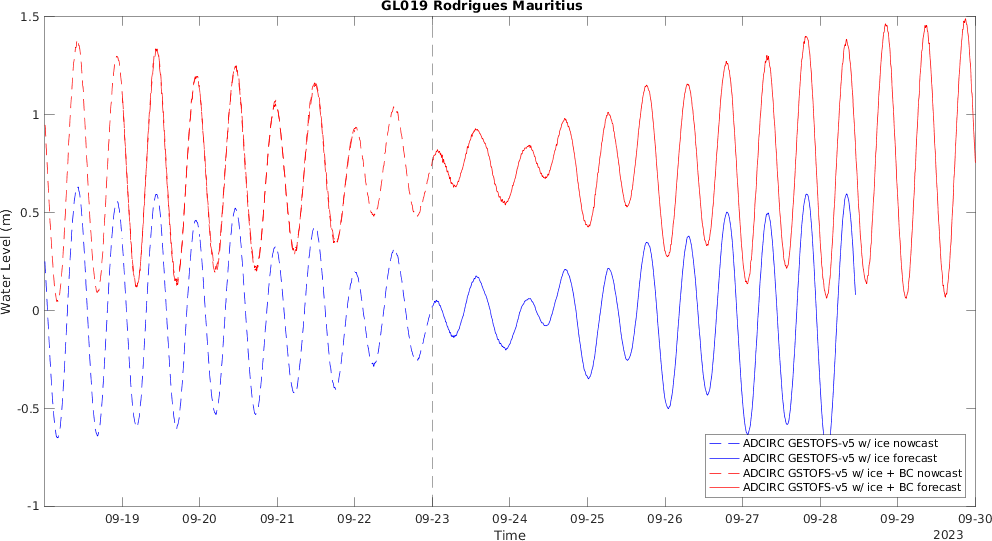 GL019 Rodrigues Mauritius
1.5
1
0.5
0
-0.5
-1
Water Level (m)
ADCIRC GESTOFS-v5 w/ ice nowcast
ADCIRC GESTOFS-v5 w/ ice forecast
ADCIRC GSTOFS-v5 w/ ice + BC nowcast
ADCIRC GSTOFS-v5 w/ ice + BC forecast
09-19 09-20 09-21 09-22 09-23 09-24 09-25 09-26 09-27 09-28 09-29 09-30
Time
2023